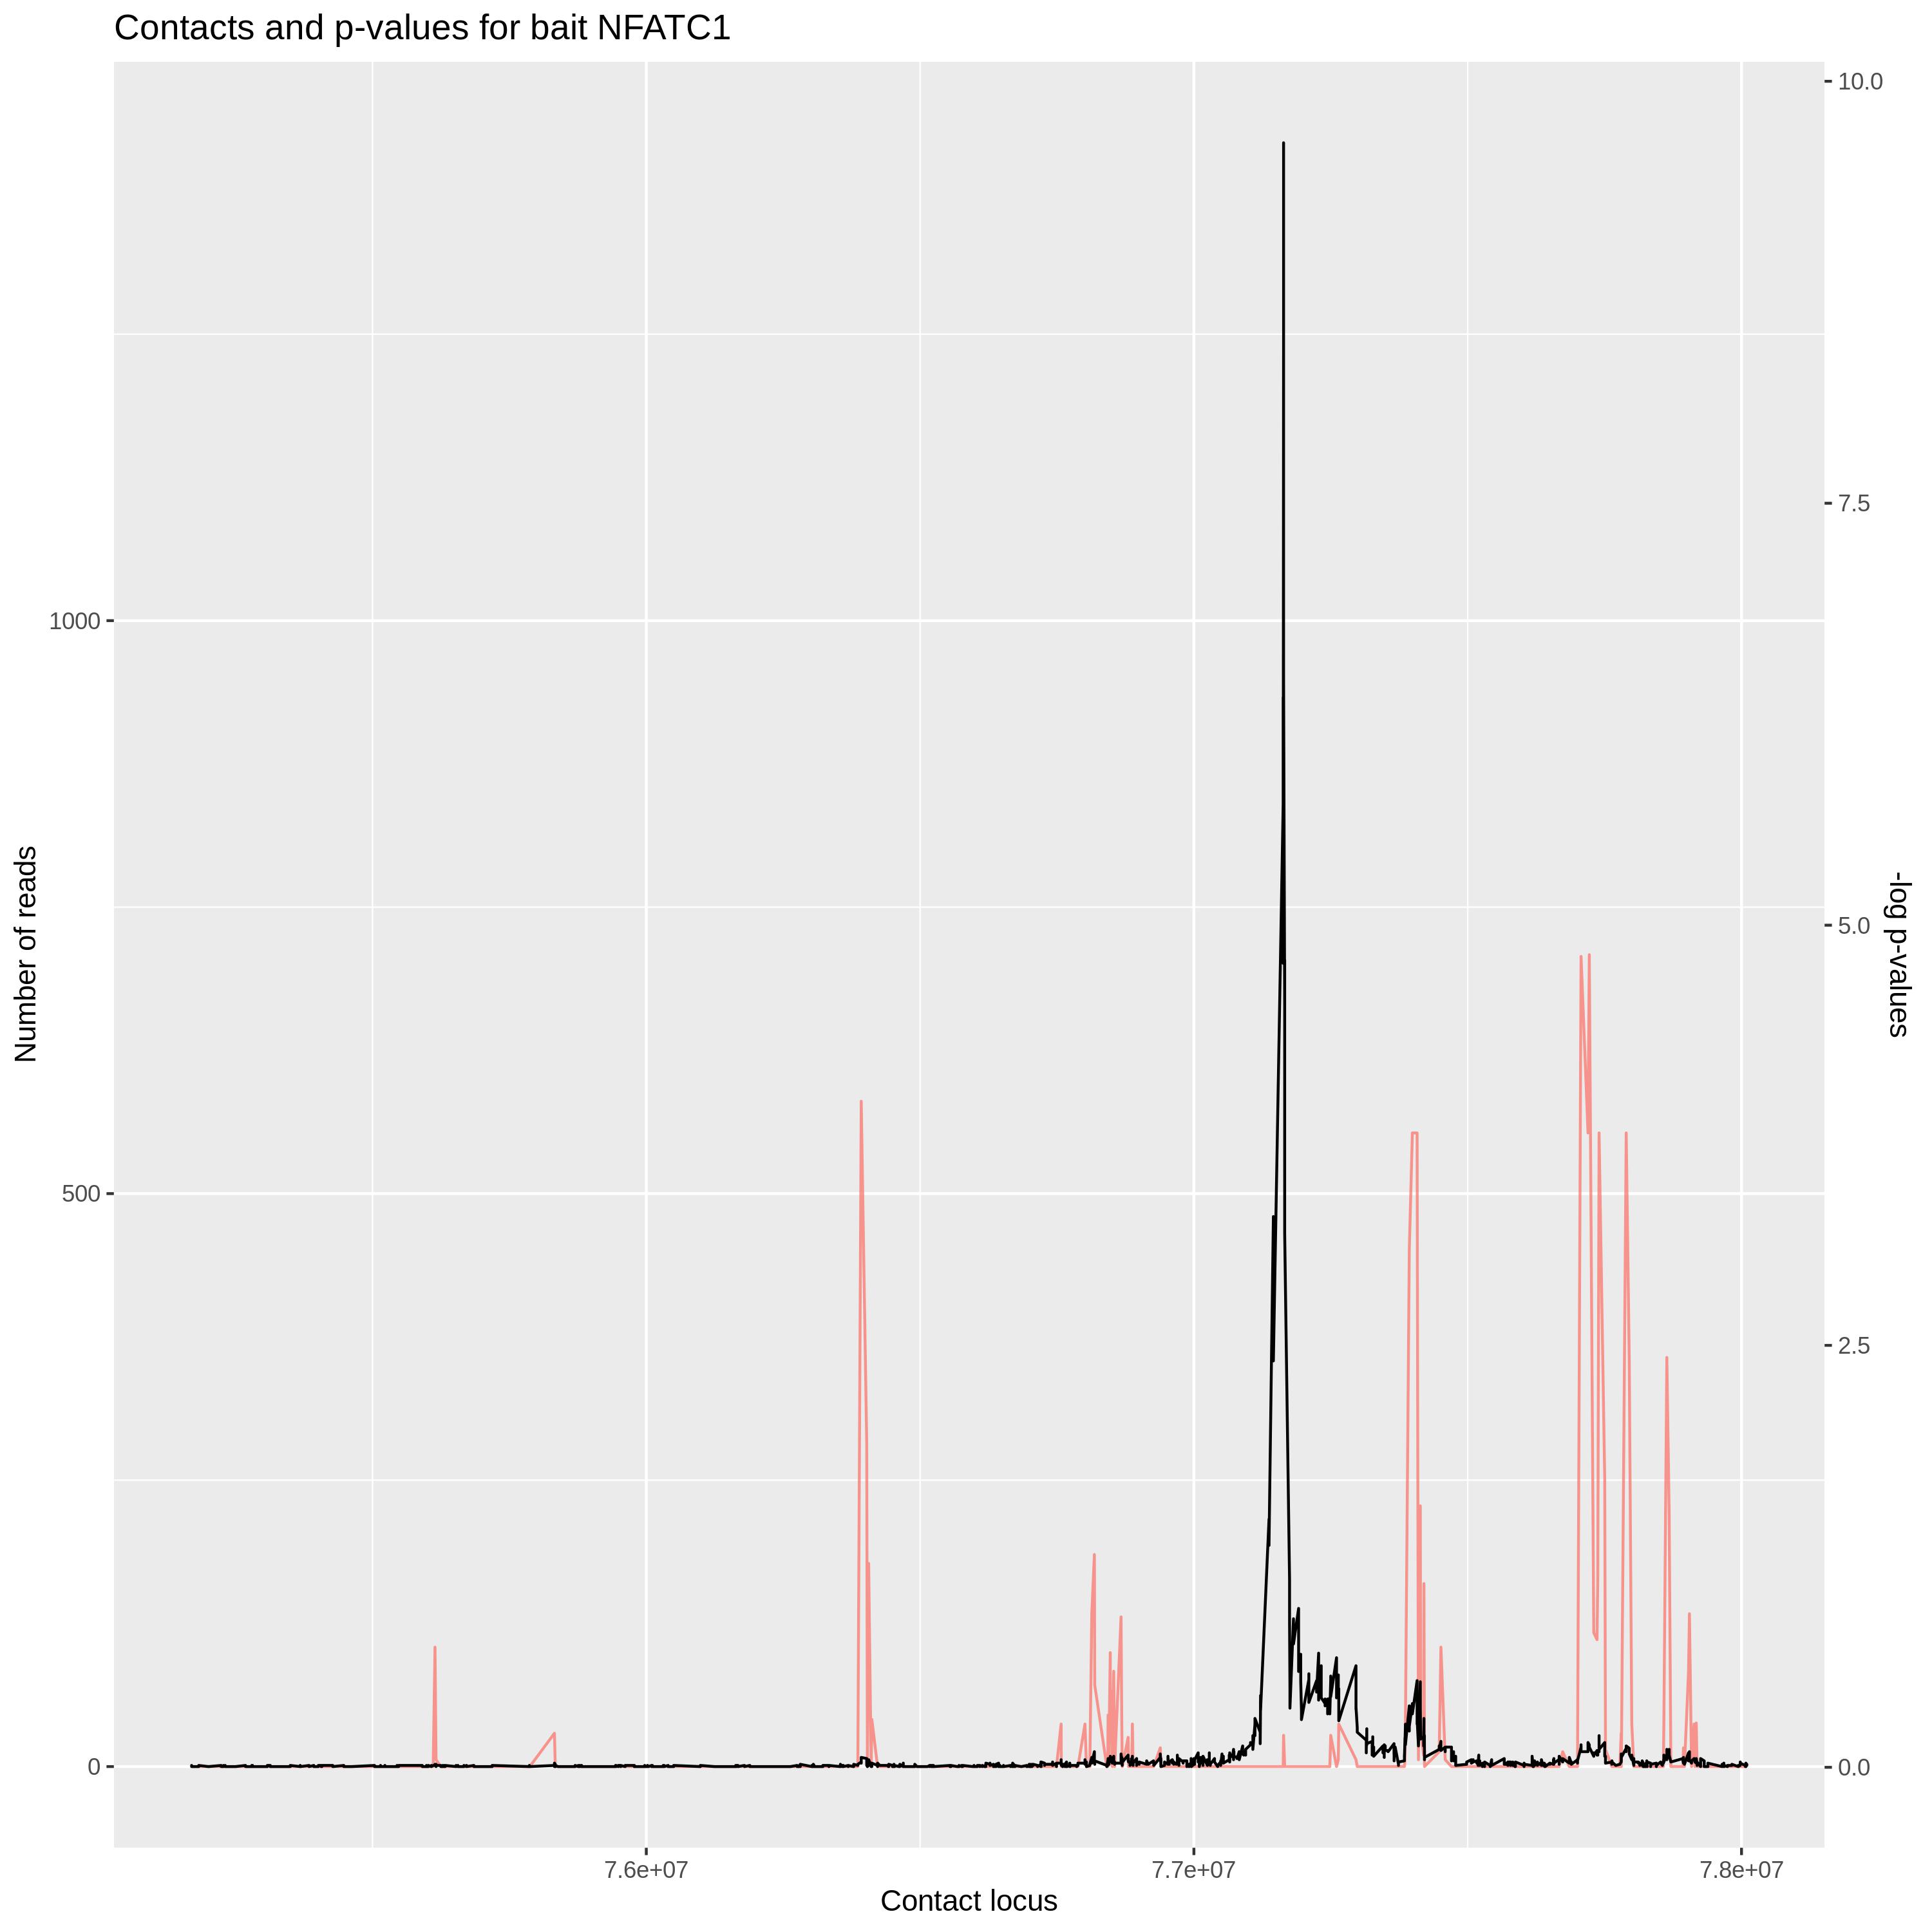 Contacts and p-values for bait NFATC1
10.0
7.5
1000
5.0
Number of reads
-log p-values
500
2.5
0
0.0
7.6e+07
7.7e+07
7.8e+07
Contact locus